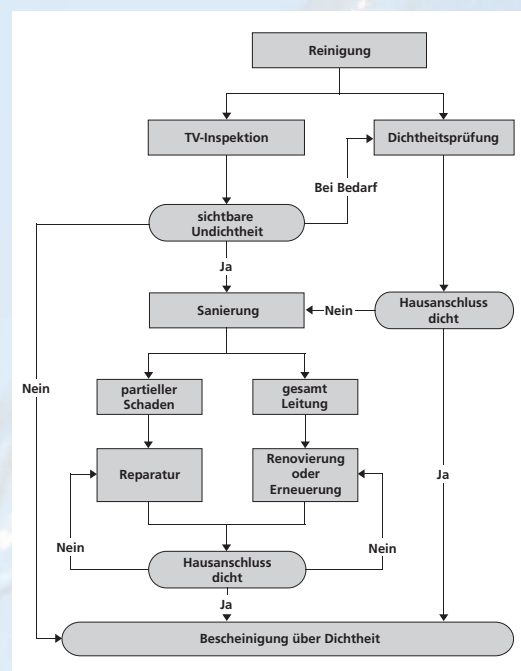 Reinigung
TV-Inspektion
Dichtheitsprüfung
Bei Bedarf
sichtbare
Undichtheit
Ja
Sanierung
Nein
Hausanschluss
dicht
Nein
partieller
Schaden
gesamt
Leitung
Reparatur
Renovierung
oder
Erneuerung
Ja
Nein
Hausanschluss
dicht
Nein
Ja
Bescheinigung über Dichtheit